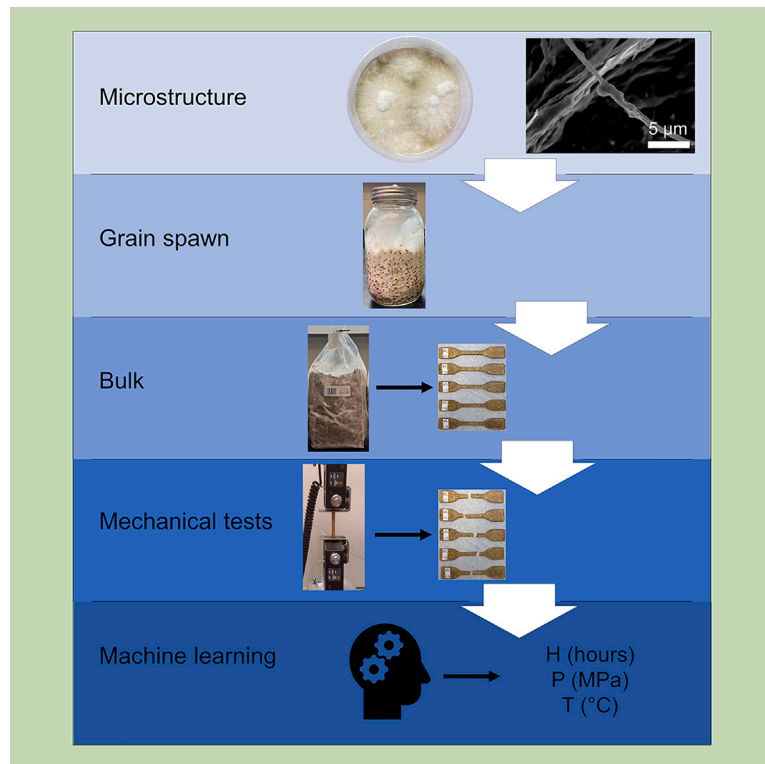 Microstructure
5 µm
Grain spawn
Bulk
Mechanical tests
Machine learning
H (hours)
P (MPa)
T (°C)